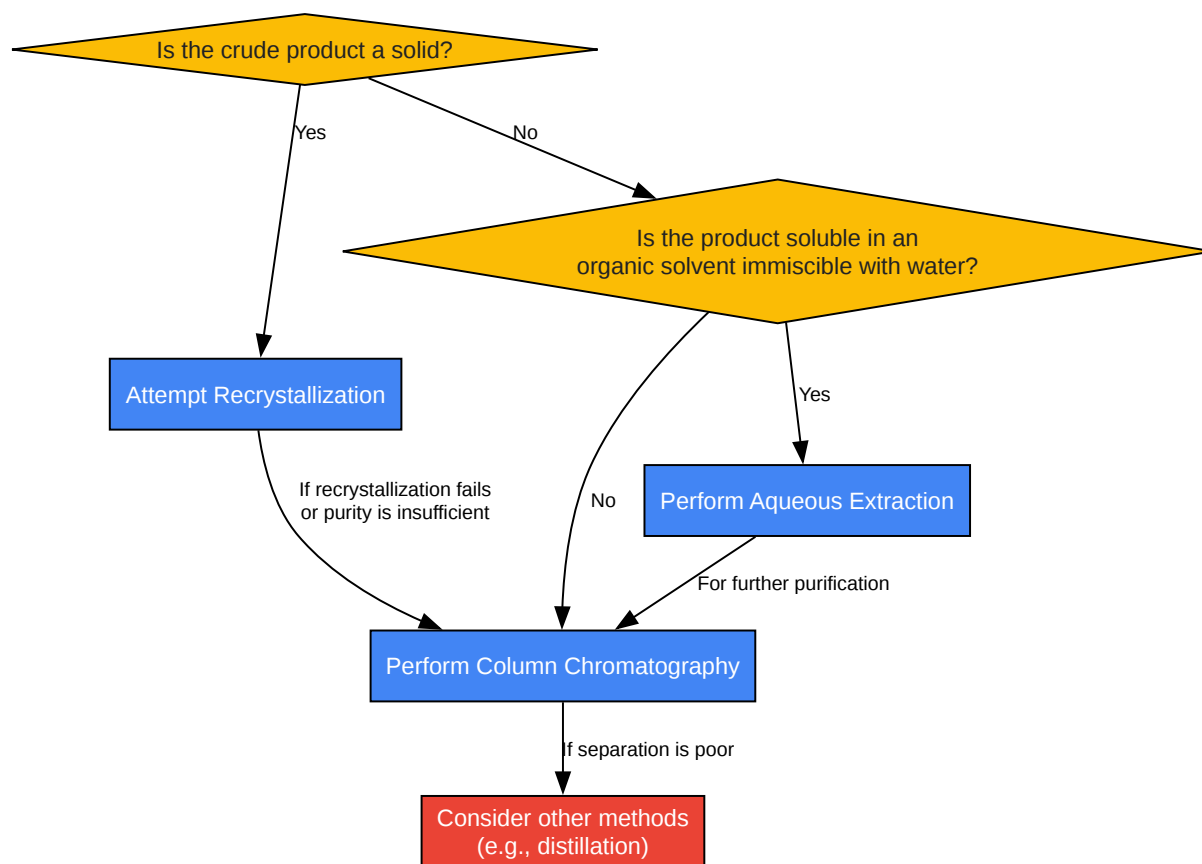 Is the crude product a solid?
Yes
No
Is the product soluble in an
organic solvent immiscible with water?
Attempt Recrystallization
Yes
If recrystallization fails
or purity is insufficient
No
Perform Aqueous Extraction
For further purification
Perform Column Chromatography
If separation is poor
Consider other methods
(e.g., distillation)